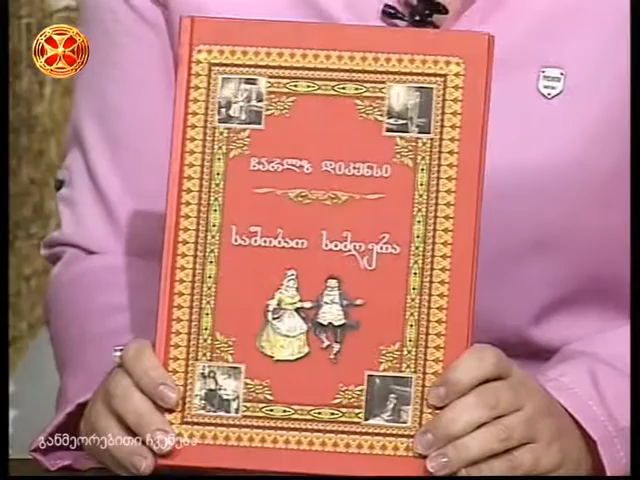 ჩარლზ დიკენსი
საშობაო სიმღერა
განმეორებითი ჩვენება